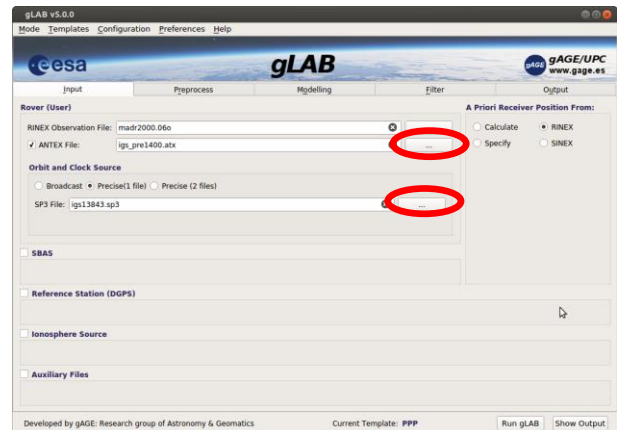 gLAB v5.0.0
Mode Templates Configuration Preferences Help
esa gLAB gAGE gAGE/UPC
www.gage.es
Input Preprocess Modelling Filter Output
Rover (User) A Priori Receiver Position From:
RINEX Observation File: madr2000.06o Calculate RINEX
ANTEX File: igs_pre1400.atx ... Specify SINEX
Orbit and Clock Source
Broadcast Precise(1 file) Precise (2 files)
SP3 File: igs13843.sp3 ...
SBAS
Reference Station (DGPS)
Ionosphere Source
Auxiliary Files
Developed by gAGE: Research group of Astronomy & Geomatics Current Template: PPP Run gLAB Show Output